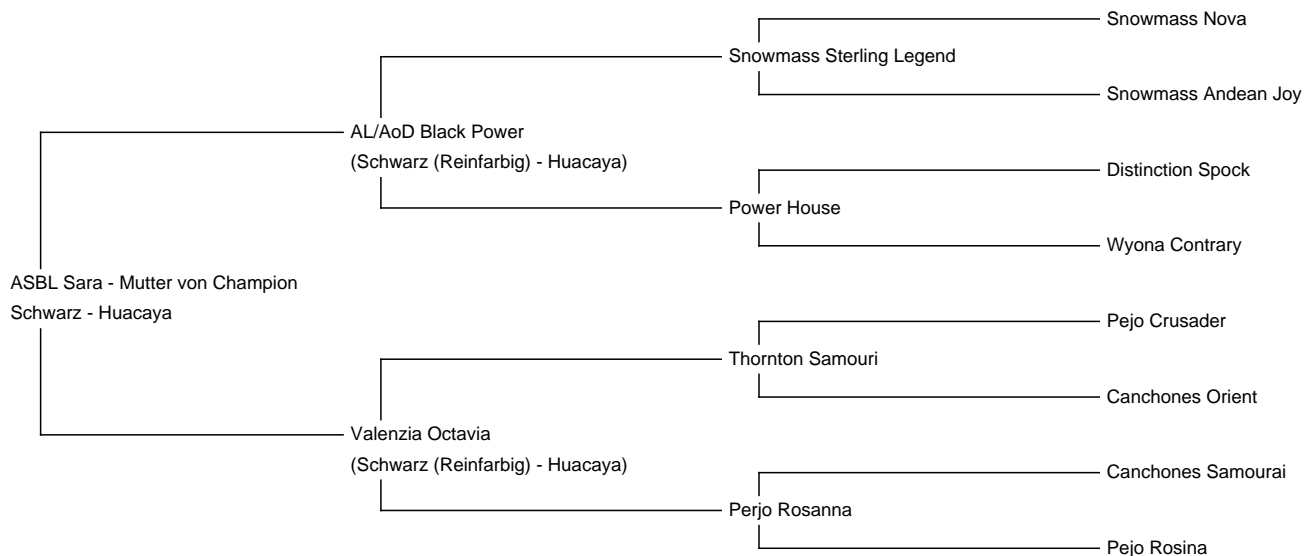 Snowmass Nova
Snowmass Sterling Legend
Snowmass Andean Joy
AL/AoD Black Power
(Schwarz (Reinfarbig) - Huacaya)
Distinction Spock
Power House
Wyona Contrary
ASBL Sara - Mutter von Champion
Schwarz - Huacaya
Pejo Crusader
Thornton Samouri
Canchones Orient
Valenzia Octavia
(Schwarz (Reinfarbig) - Huacaya)
Canchones Samourai
Perjo Rosanna
Pejo Rosina